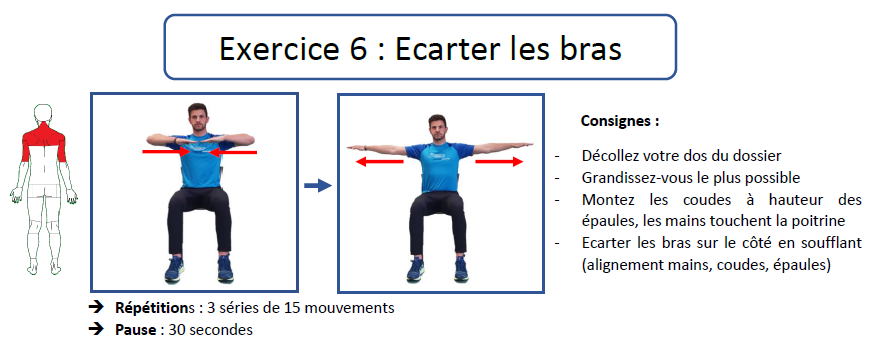 Exercice 6 : Ecarter les bras
Consignes :
- Décollez votre dos du dossier
- Grandissez-vous le plus possible
- Montez les coudes à hauteur des
épaules, les mains touchent la poitrine
- Ecarter les bras sur le côté en soufflant
(alignement mains, coudes, épaules)
➔ Répétitions : 3 séries de 15 mouvements
➔ Pause : 30 secondes